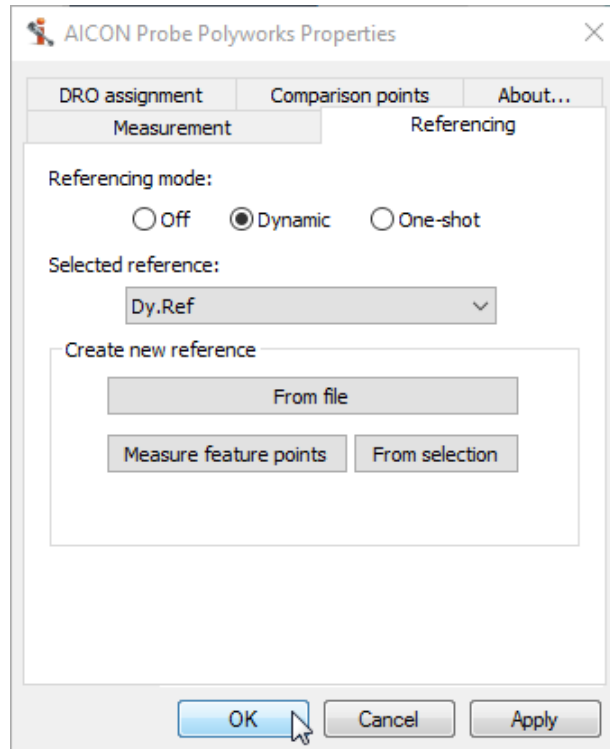 AICON Probe Polyworks Properties
DRO assignment Comparison points About...
Measurement Referencing
Referencing mode:
Off Dynamic One-shot
Selected reference:
Dy.Ref
Create new reference
From file
Measure feature points From selection
OK Cancel Apply